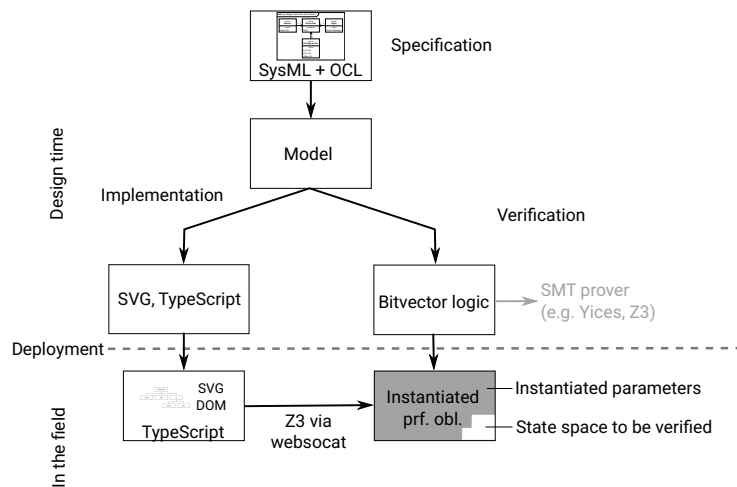 Specification
SysML + OCL
Design time
Model
Implementation
Verification
SVG, TypeScript
Bitvector logic
SMT prover
(e.g. Yices, Z3)
Deployment
In the field
SVG
DOM
TypeScript
Z3 via
websocat
Instantiated
prf. obl.
Instantiated parameters
State space to be verified